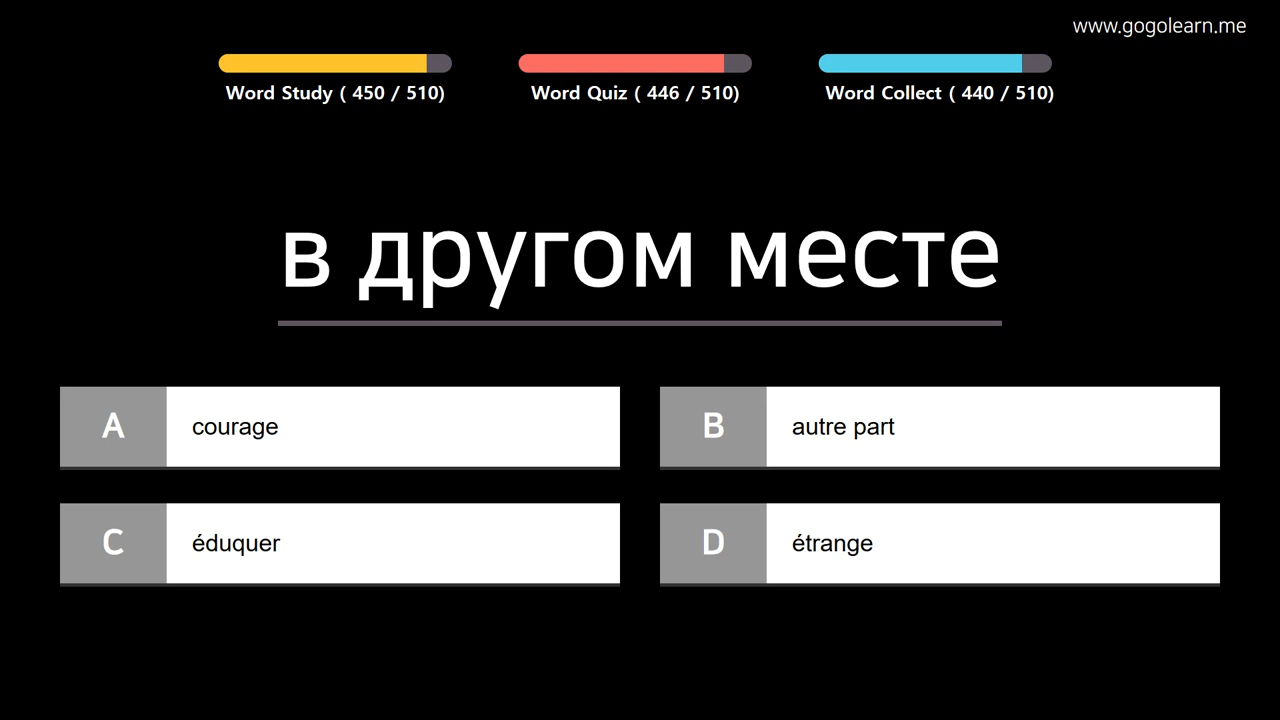 www.gogolearn.me
Word Study ( 450 / 510)
Word Quiz ( 446 / 510)
Word Collect ( 440 / 510)
в другом месте
A courage
B autre part
C éduquer
D étrange